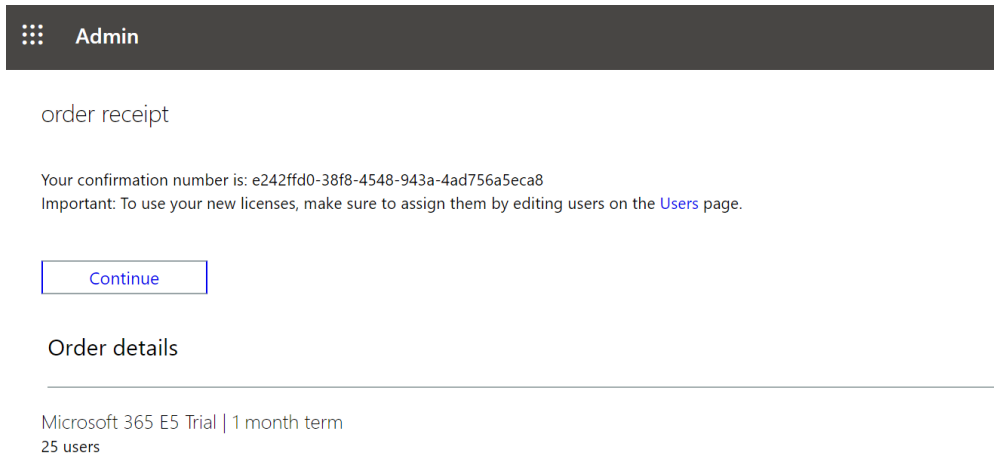 Admin
order receipt
Your confirmation number is: e242ffd0-38f8-4548-943a-4ad756a5eca8
Important: To use your new licenses, make sure to assign them by editing users on the Users page.
Continue
Order details
Microsoft 365 E5 Trial | 1 month term
25 users